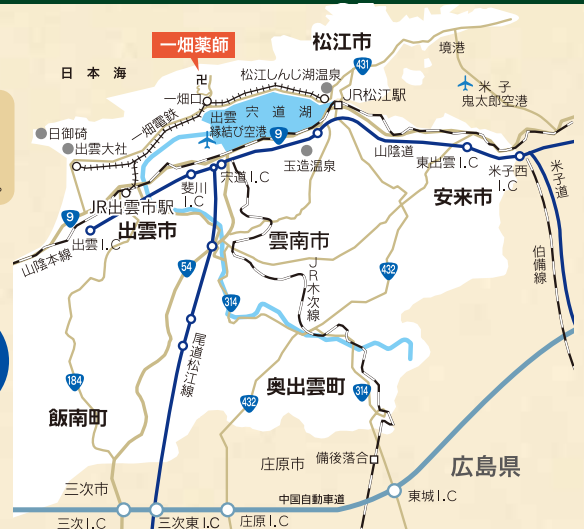 松江市
境港
一畑薬師
431
日本海
卍
松江しんじ湖温泉
米子
鬼太郎空港
一畑口
JR松江駅
宍道湖
出雲
縁結び空港
一畑電鉄
9
日御碕
出雲大社
玉造温泉
山陰道
東出雲I.C
米子西
I.C
米子道
宍道I.C
斐川
I.C
安来市
JR出雲市駅
9
出雲市
出雲I.C
山陰本線
雲南市
伯備線
54
432
JR木次線
314
尾道松江線
184
奥出雲町
314
432
飯南町
庄原市
備後落合
広島県
三次市
中国自動車道
東城I.C
三次I.C
三次東I.C
庄原I.C